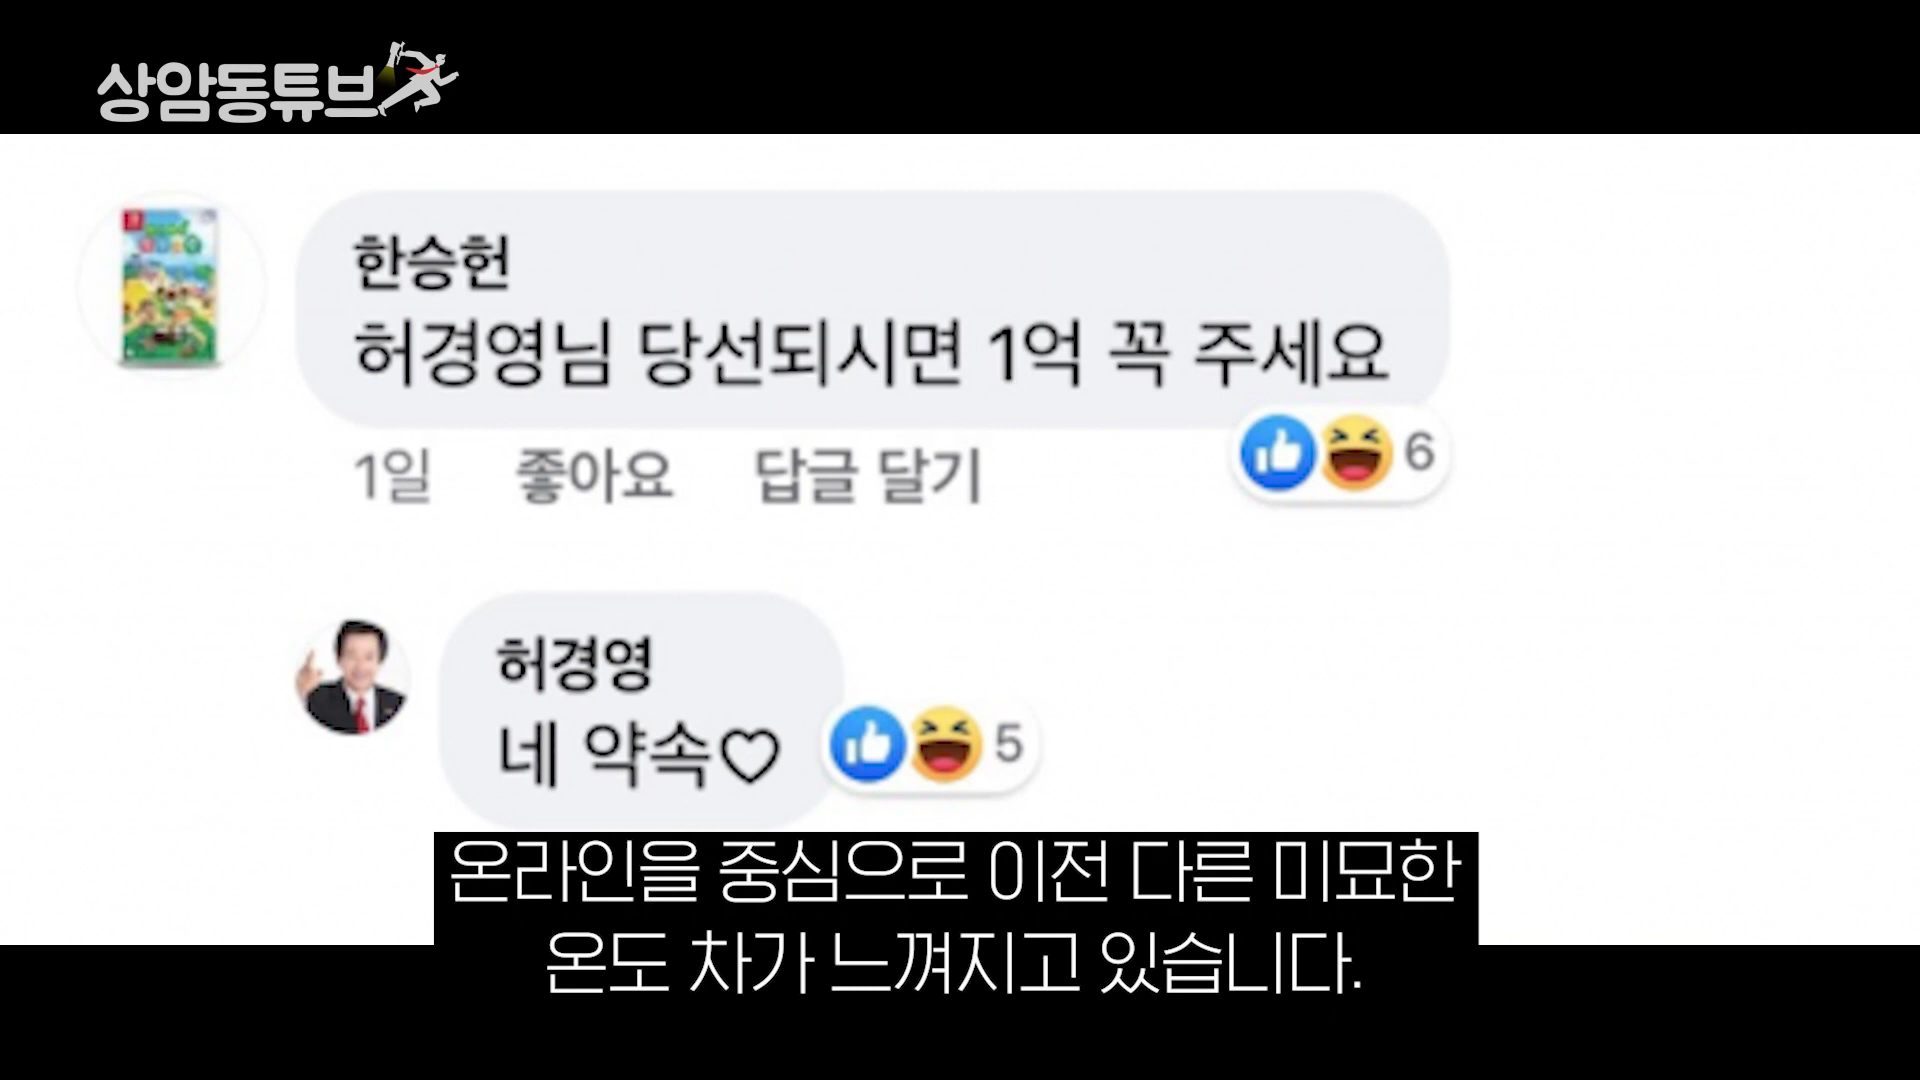 상암동튜브
한승헌
허경영님 당선되시면 1억 꼭 주세요
1일 좋아요 답글 달기
6
허경영
네 약속♡
5
온라인을 중심으로 이전 다른 미묘한
온도 차가 느껴지고 있습니다.